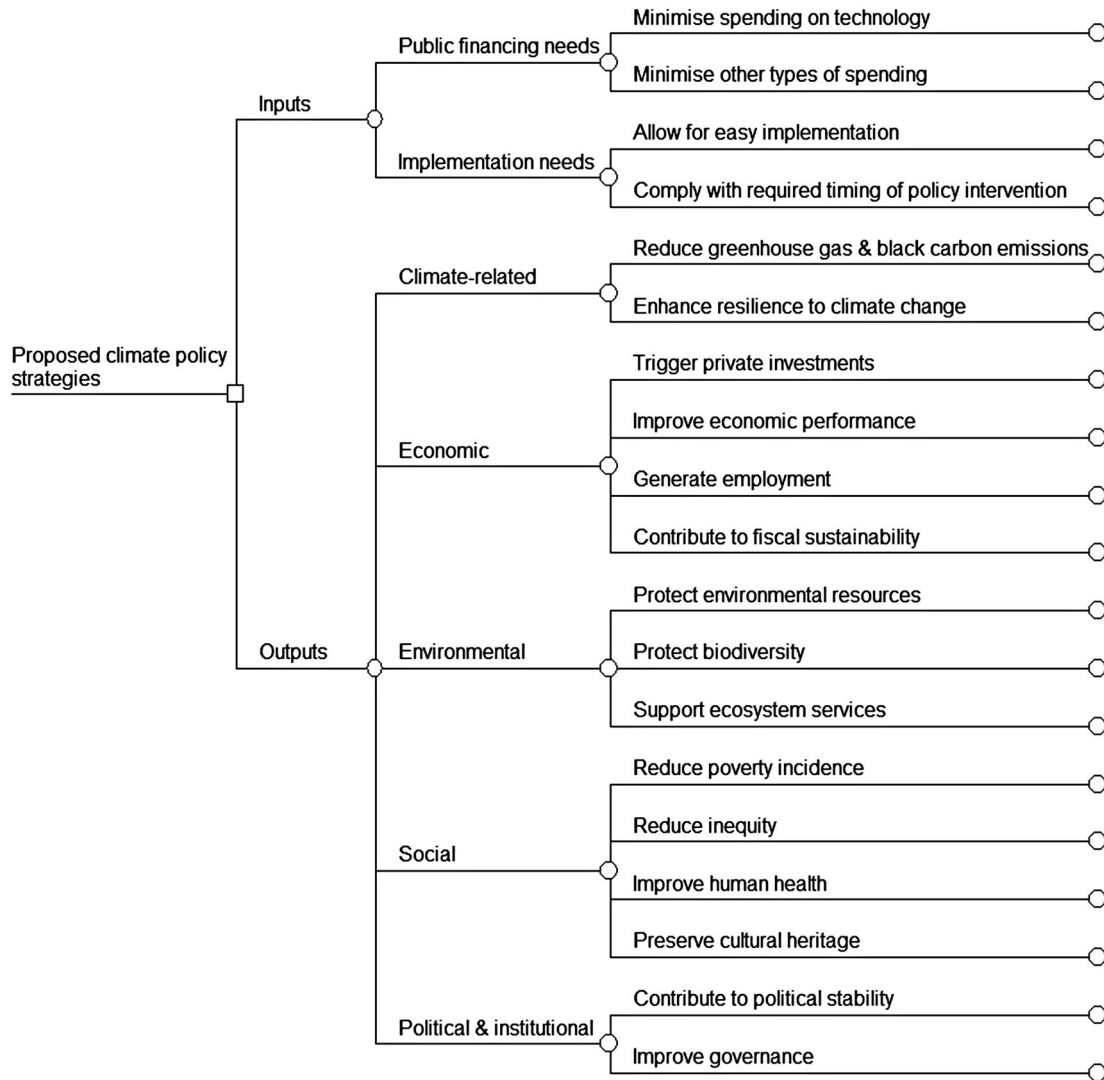 Minimise spending on technology
Public financing needs
Minimise other types of spending
Inputs
Allow for easy implementation
Implementation needs
Comply with required timing of policy intervention
Reduce greenhouse gas & black carbon emissions
Climate-related
Enhance resilience to climate change
Proposed climate policy
strategies
Trigger private investments
Improve economic performance
Economic
Generate employment
Contribute to fiscal sustainability
Protect environmental resources
Outputs
Environmental
Protect biodiversity
Support ecosystem services
Reduce poverty incidence
Reduce inequity
Social
Improve human health
Preserve cultural heritage
Contribute to political stability
Political & institutional
Improve governance